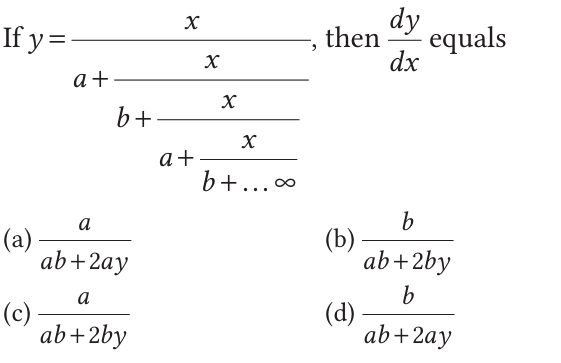 If y = x / (a + x / (b + x / (a + x / (b + ... ∞)))), then dy/dx equals
(a) a / (ab + 2ay) (b) b / (ab + 2by)
(c) a / (ab + 2by) (d) b / (ab + 2ay)